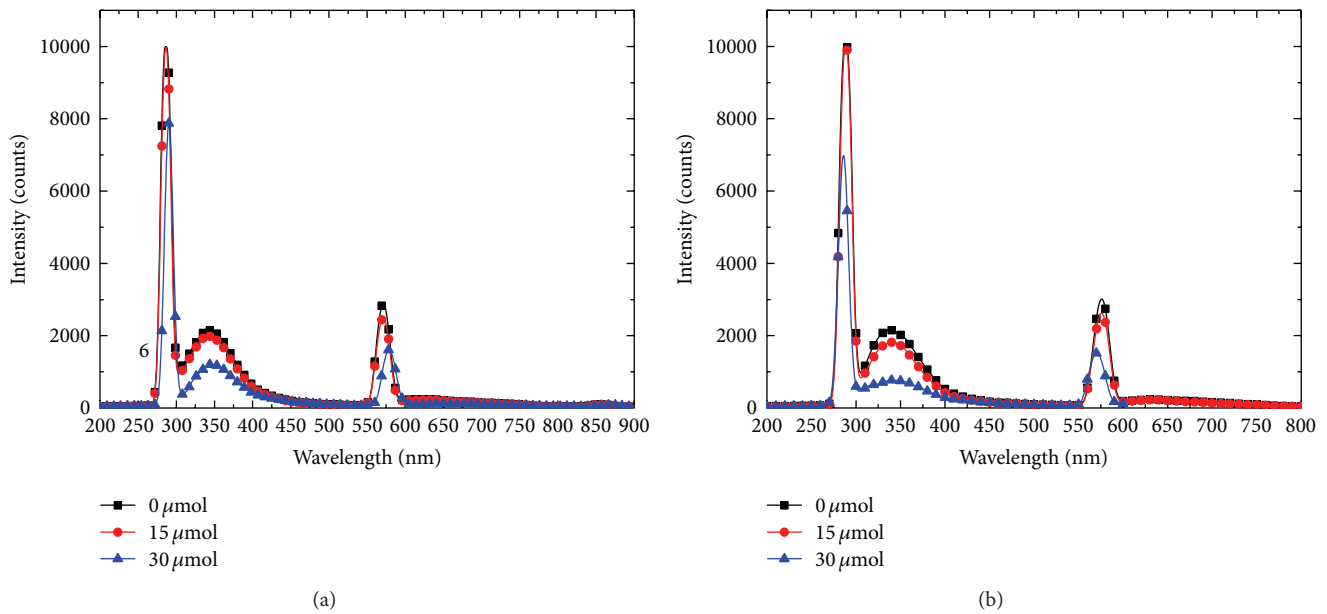 10000
8000
6000
4000
2000
0
Intensity (counts)
6
200 250 300 350 400 450 500 550 600 650 700 750 800 850 900
Wavelength (nm)
0 μmol
15 μmol
30 μmol
(a)
10000
8000
6000
4000
2000
0
Intensity (counts)
200 250 300 350 400 450 500 550 600 650 700 750 800
Wavelength (nm)
0 μmol
15 μmol
30 μmol
(b)